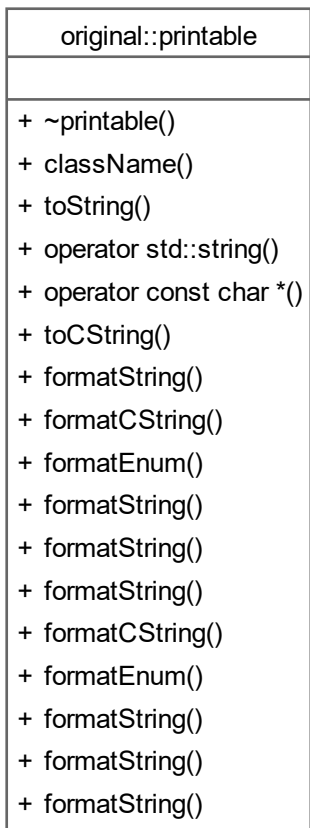 original::printable
+ ~printable()
+ className()
+ toString()
+ operator std::string()
+ operator const char *()
+ toCString()
+ formatString()
+ formatCString()
+ formatEnum()
+ formatString()
+ formatString()
+ formatString()
+ formatCString()
+ formatEnum()
+ formatString()
+ formatString()
+ formatString()